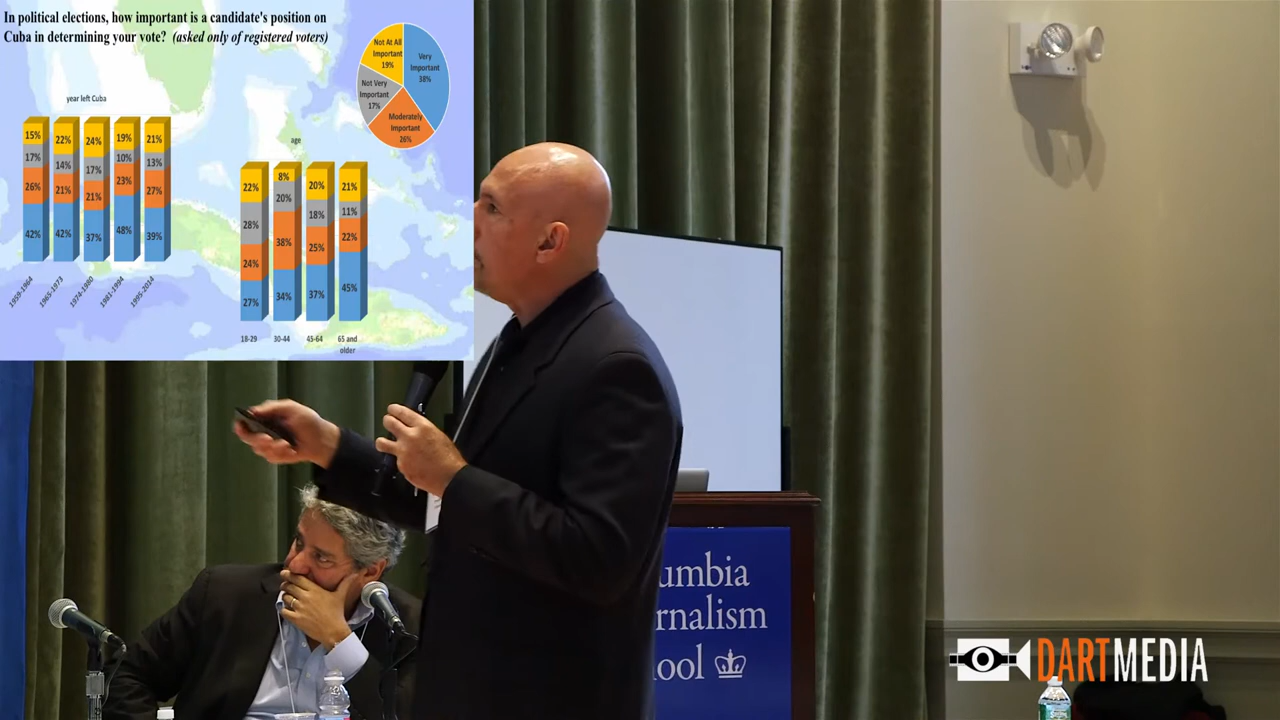 In political elections, how important is a candidate's position on
Cuba in determining your vote? (asked only of registered voters)
Not At All
Important
19%
Very
Important
38%
Not Very
Important
17%
Moderately
Important
26%
year left Cuba
15% 22% 24% 19% 21%
17% 14% 17% 10% 13%
26% 21% 21% 23% 27%
42% 42% 37% 48% 39%
1959-1964 1965-1973 1974-1980 1981-1994 1995-2014
age
22% 8% 20% 21%
28% 20% 18% 11%
24% 38% 25% 22%
27% 34% 37% 45%
18-29 30-44 45-64 65 and
older
umbia
rnalism
ool
DARTMEDIA